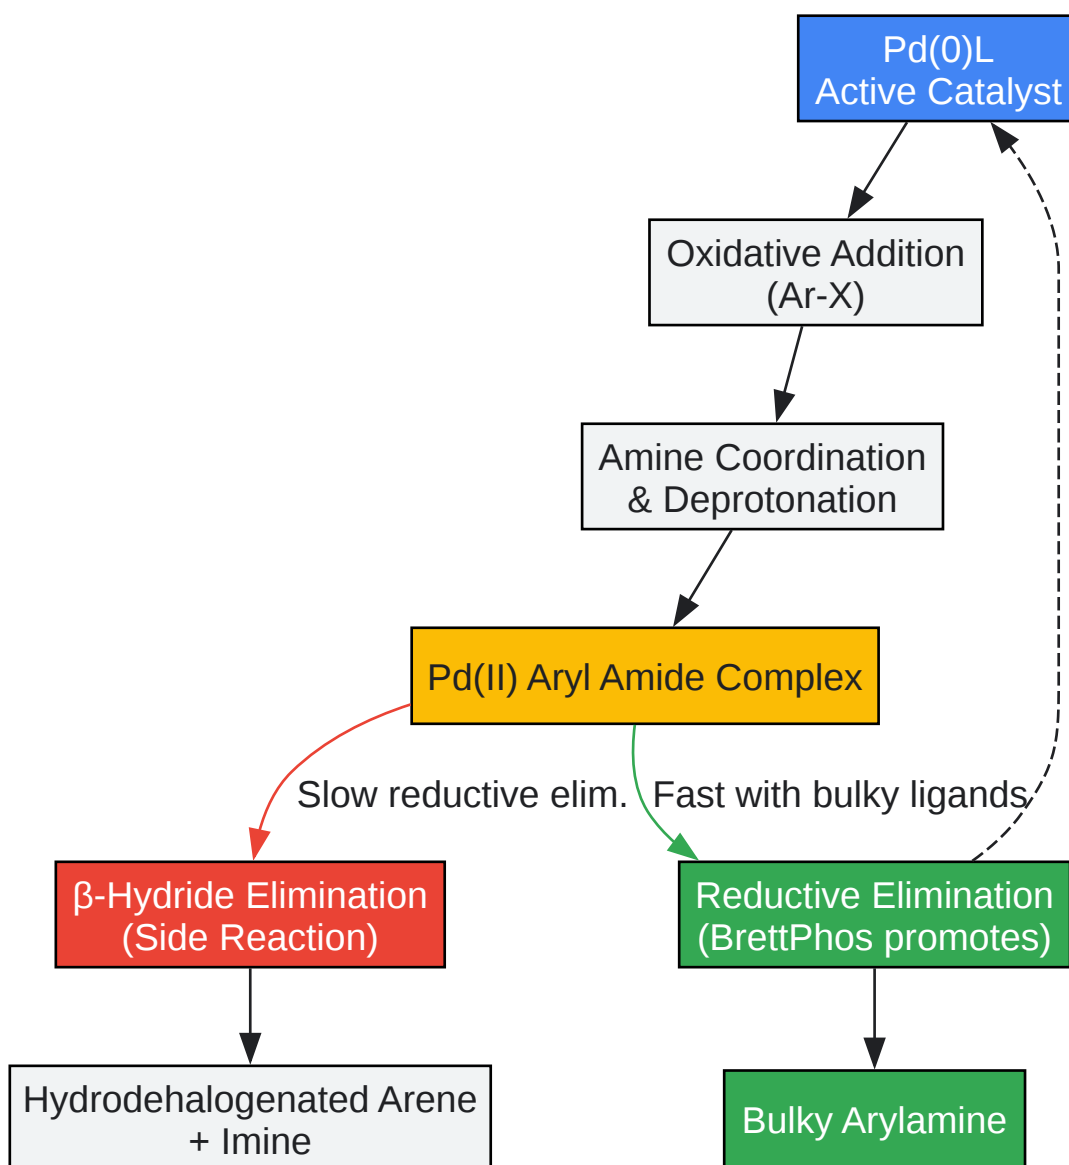 Pd(0)L
Active Catalyst
Oxidative Addition
(Ar-X)
Amine Coordination
& Deprotonation
Pd(II) Aryl Amide Complex
Slow reductive elim.
Fast with bulky ligands
β-Hydride Elimination
(Side Reaction)
Reductive Elimination
(BrettPhos promotes)
Hydrodehalogenated Arene
+ Imine
Bulky Arylamine